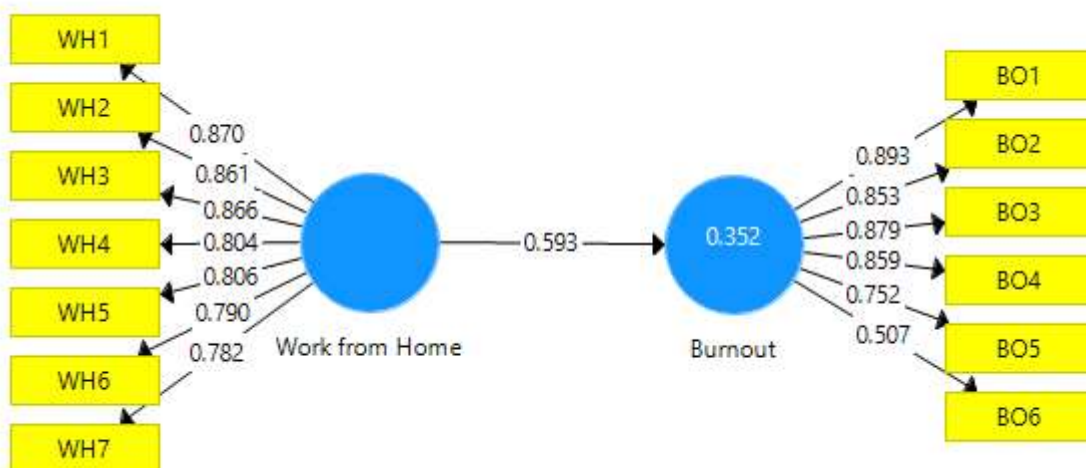 WH1
WH2
WH3
WH4
WH5
WH6
WH7
0.870
0.861
0.866
0.804
0.806
0.790
0.782
Work from Home
0.593
0.352
Burnout
0.893
0.853
0.879
0.859
0.752
0.507
BO1
BO2
BO3
BO4
BO5
BO6